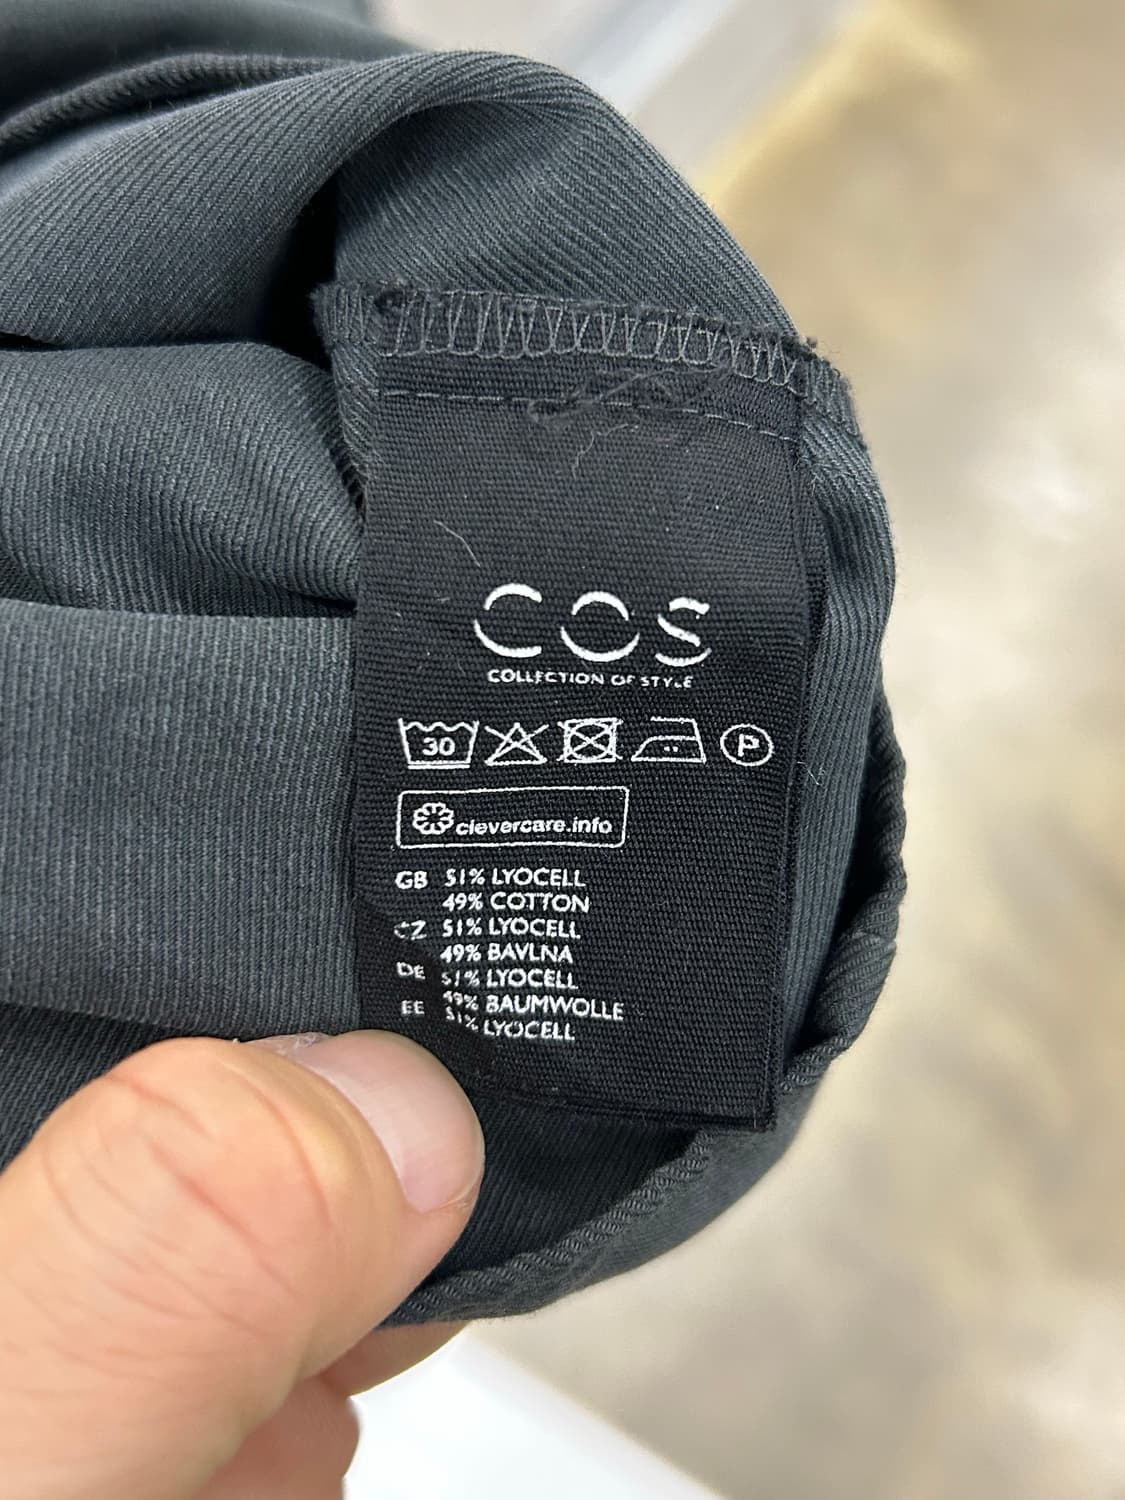 COS
COLLECTION OF STYLE
30 P
clevercare.info
GB 51% LYOCELL
49% COTTON
CZ 51% LYOCELL
49% BAVLNA
DE 51% LYOCELL
49% BAUMWOLLE
EE 51% LYOCELL